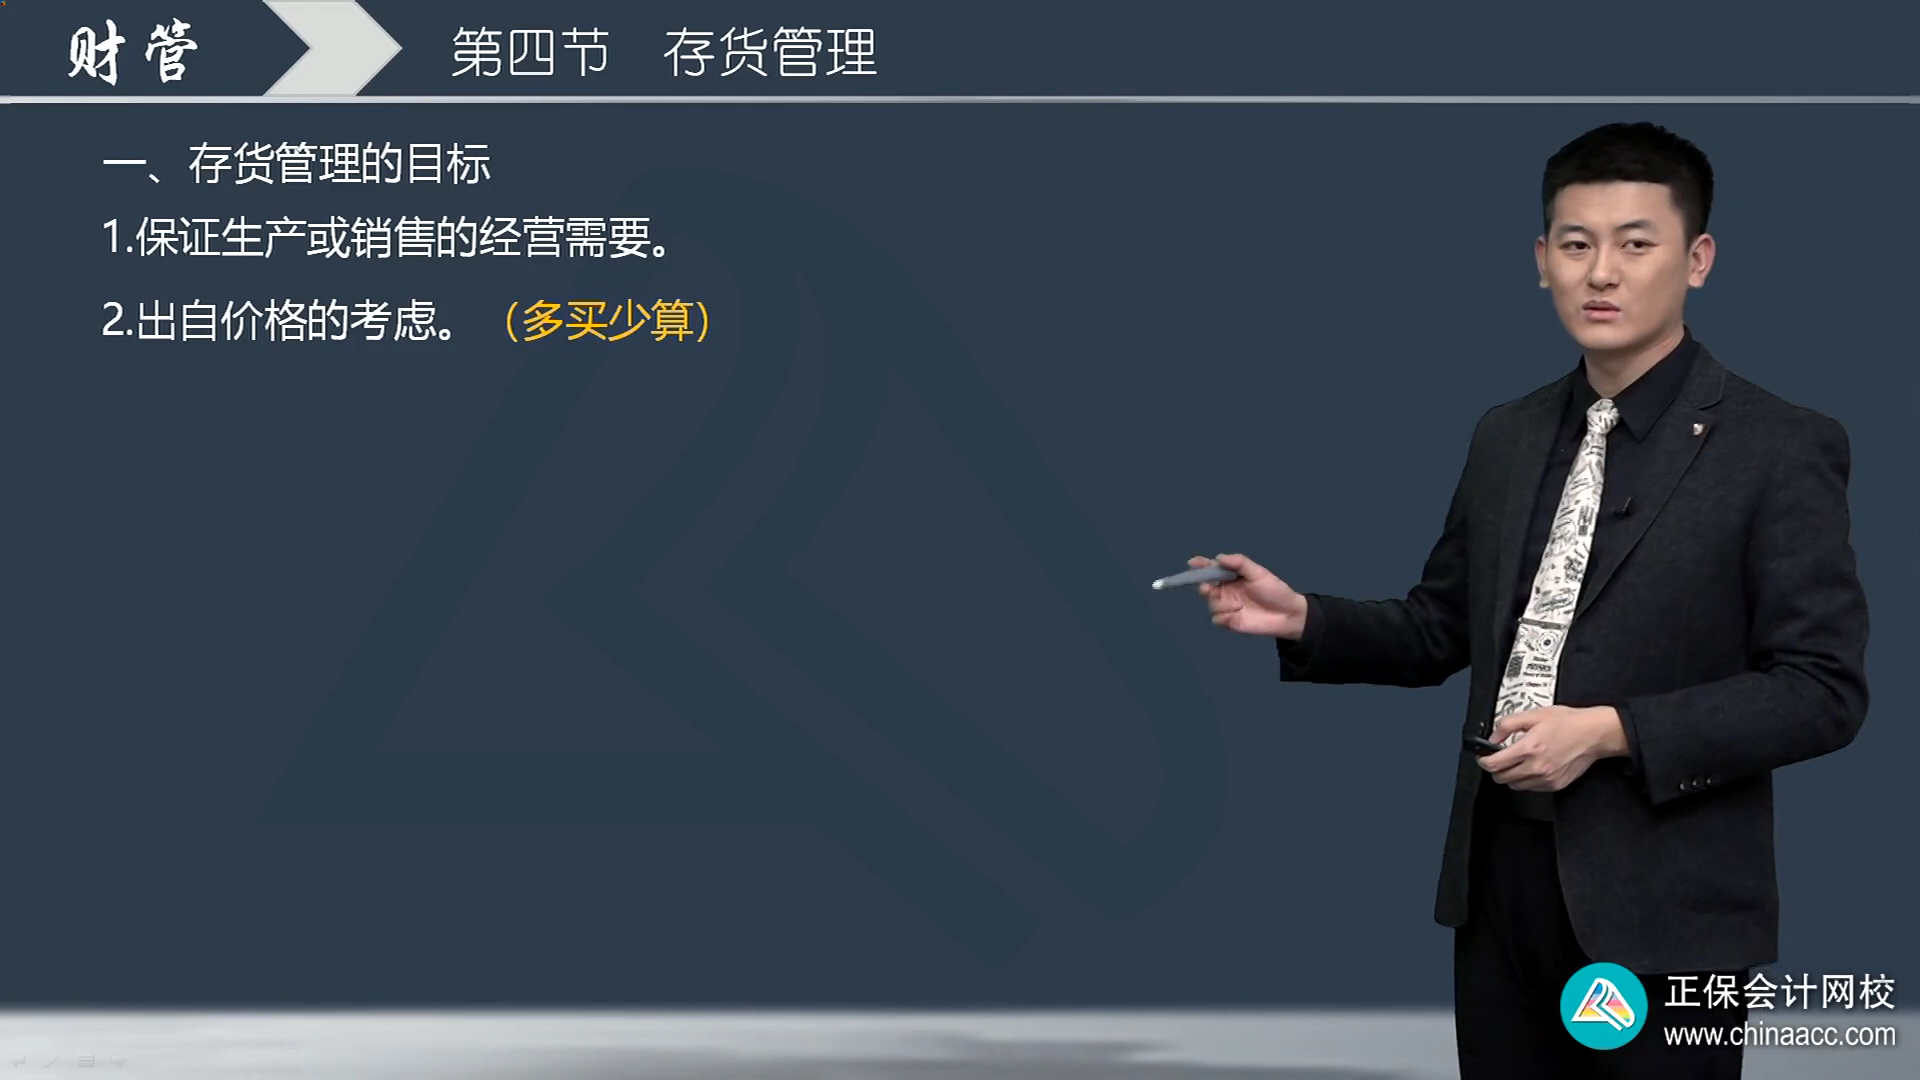 财管
第四节 存货管理
一、存货管理的目标
1.保证生产或销售的经营需要。
2.出自价格的考虑。（多买少算）
正保会计网校
www.chinaacc.com